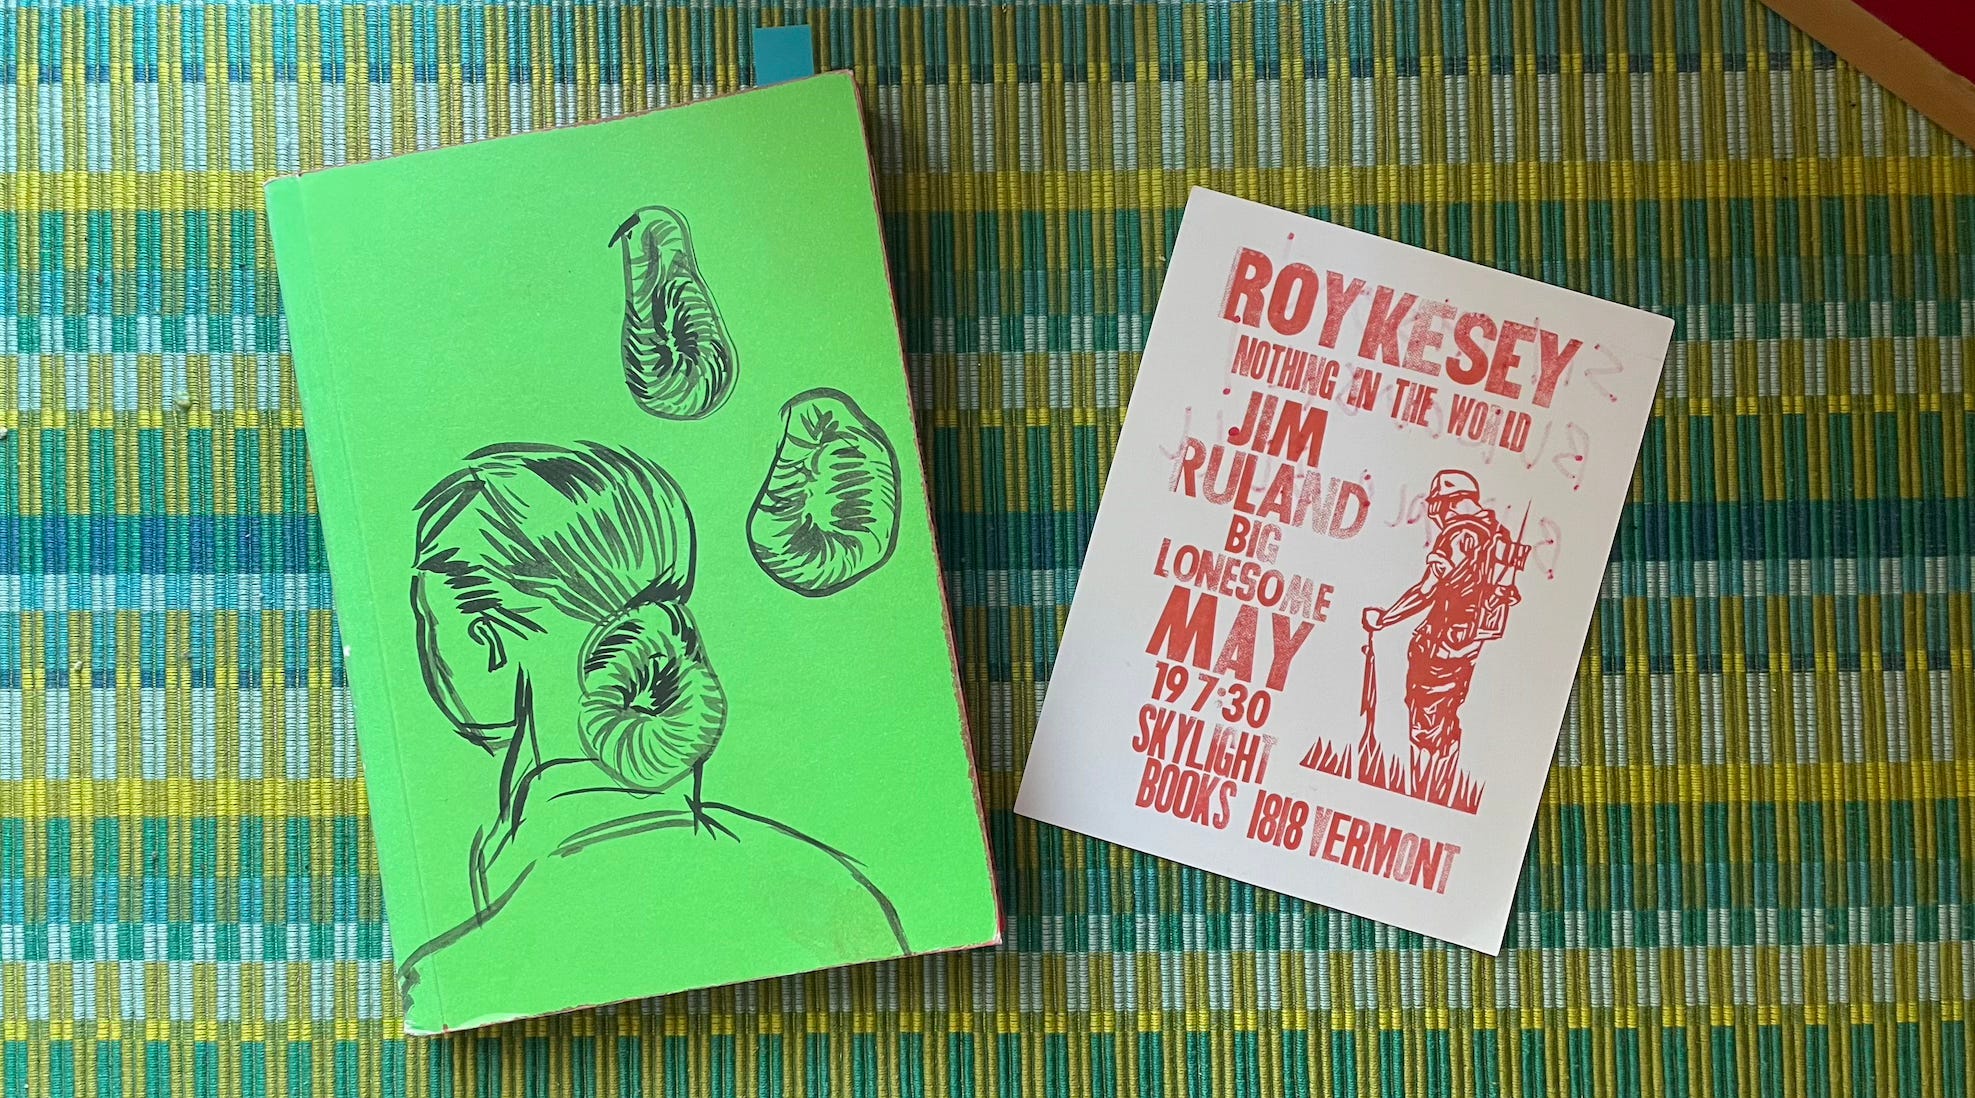 ROY KESEY
NOTHING IN THE WORLD
JIM
RULAND
BIG
LONESOME
MAY
19 7:30
SKYLIGHT
BOOKS 1818 VERMONT